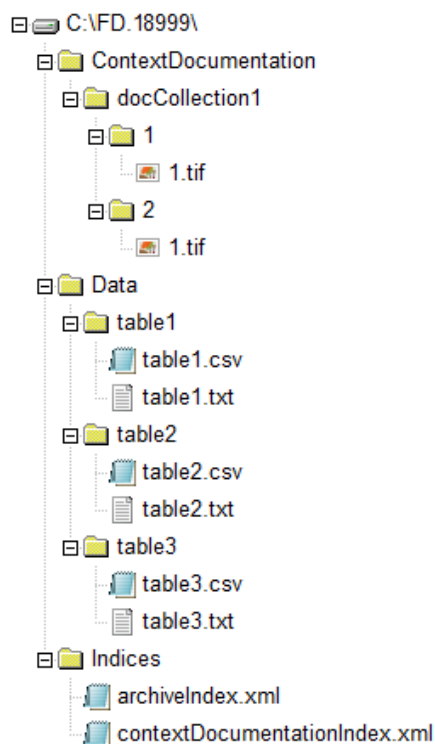 C:\FD.18999\
ContextDocumentation
docCollection1
1
1.tif
2
1.tif
Data
table1
table1.csv
table1.txt
table2
table2.csv
table2.txt
table3
table3.csv
table3.txt
Indices
archiveIndex.xml
contextDocumentationIndex.xml